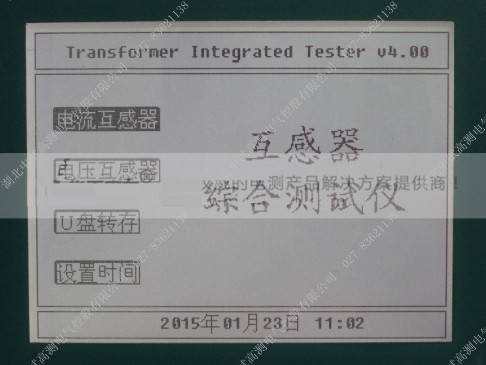 Transformer Integrated Tester v4.00
电流互感器
电压互感器
U盘转存
设置时间
互感器
综合测试仪
电测产品解决方案提供商!
2015年01月23日 11:02